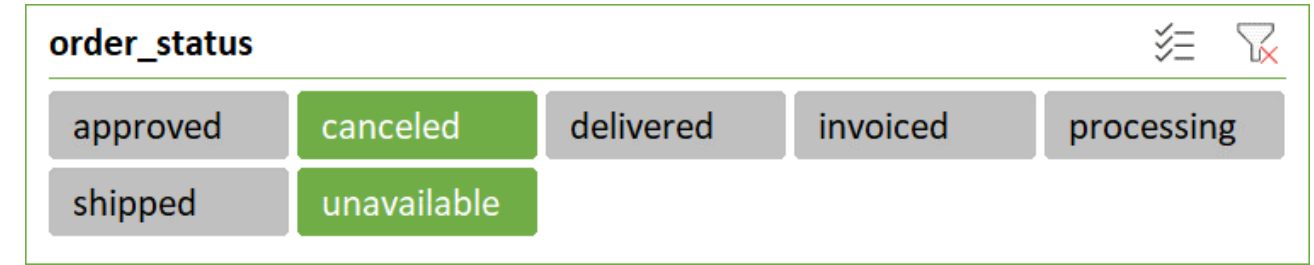 order_status
approved canceled delivered invoiced processing
shipped unavailable